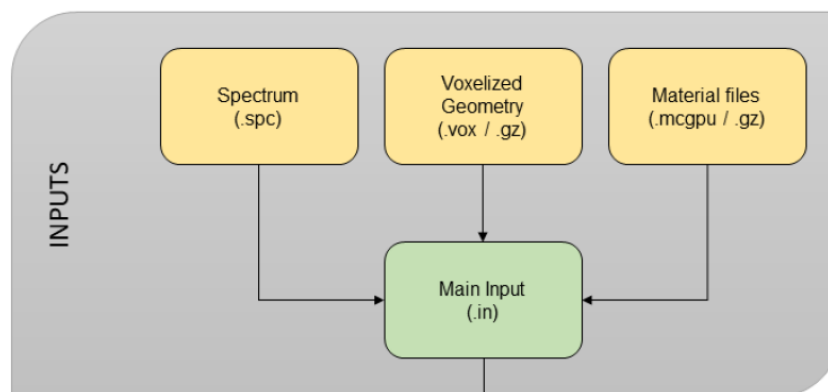 INPUTS
Spectrum
(.spc)
Voxelized
Geometry
(.vox / .gz)
Material files
(.mcgpu / .gz)
Main Input
(.in)